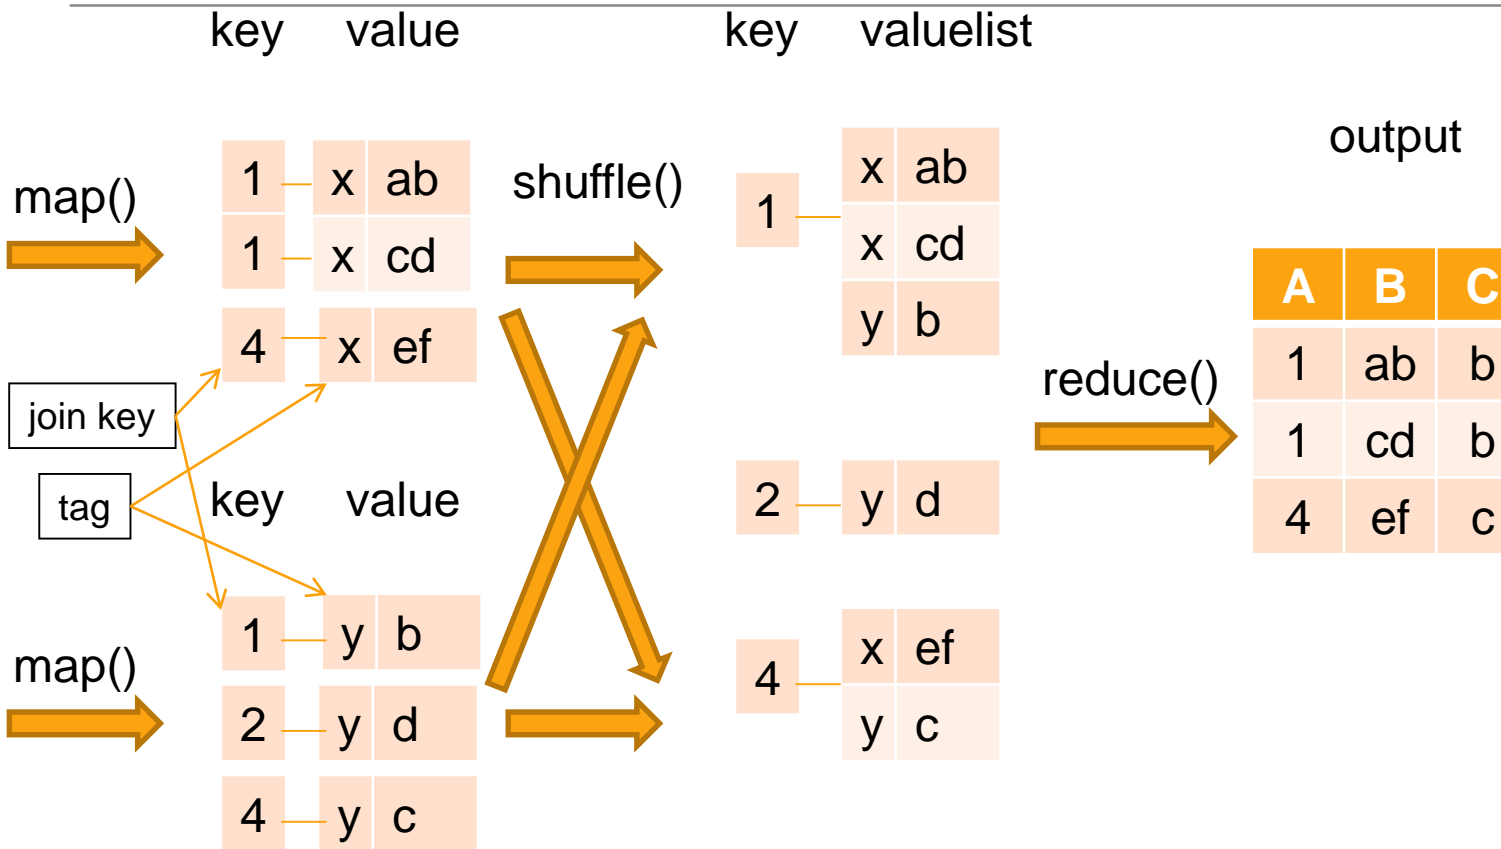 key value
map()
1 x ab
1 x cd
4 x ef
join key
tag
key value
map()
1 y b
2 y d
4 y c
shuffle()
key valuelist
1
x ab
x cd
y b
2 y d
4
x ef
y c
reduce()
output
A B C
1 ab b
1 cd b
4 ef c